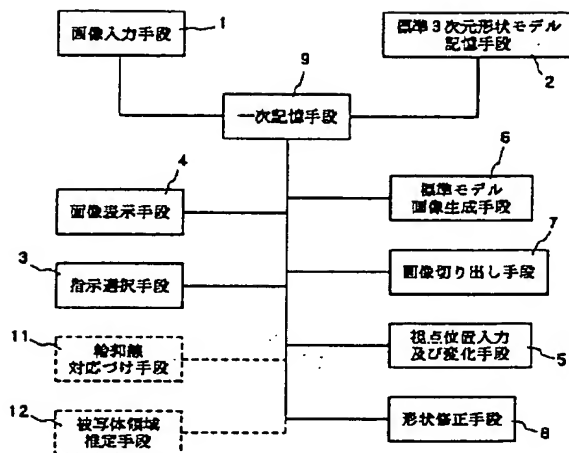 1
画像入力手段
標準3次元形状モデル
記憶手段
2
9
一次記憶手段
4
画像表示手段
6
標準モデル
画像生成手段
3
指示選択手段
7
画像切り出し手段
11
輪郭線
対応づけ手段
視点位置入力
及び変化手段
5
12
被写体領域
推定手段
形状修正手段
8